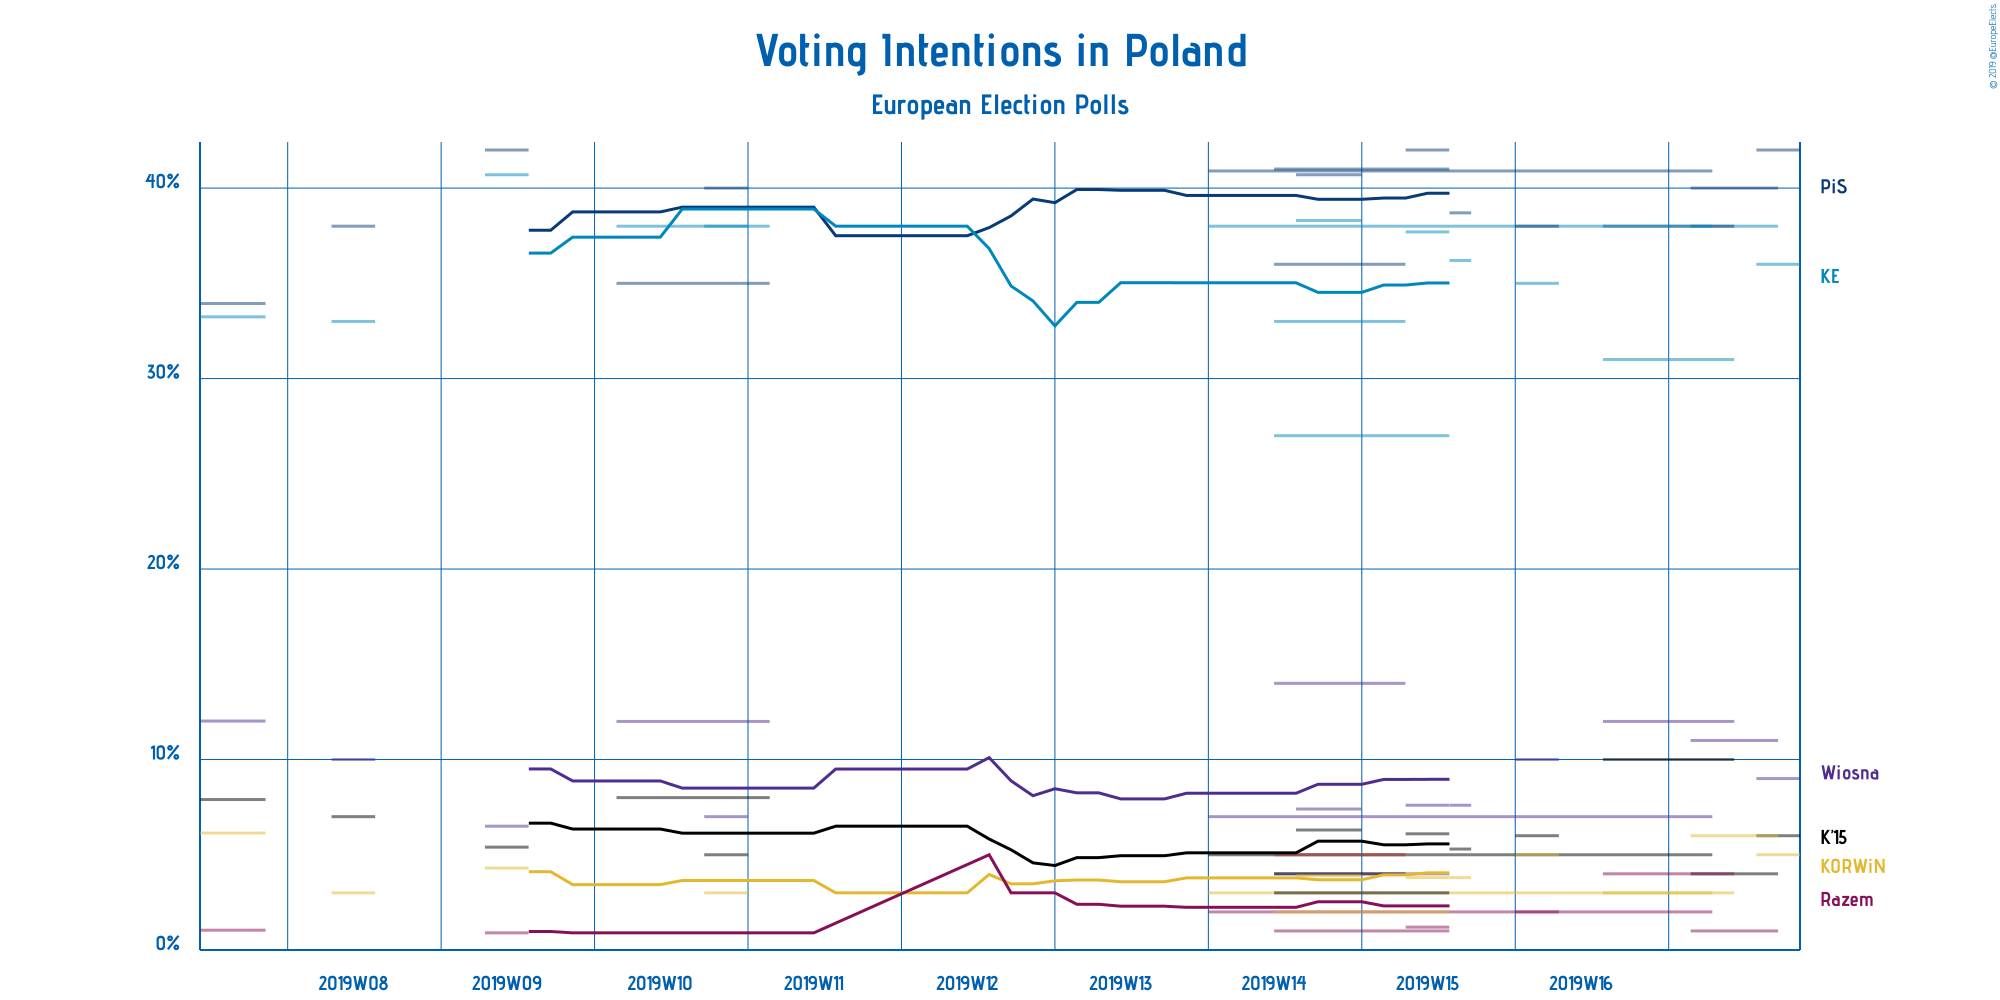 Voting Intentions in Poland
European Election Polls
© 2019 @EuropeElects
40%
30%
20%
10%
0%
PiS
KE
Wiosna
K'15
KORWiN
Razem
2019W08 2019W09 2019W10 2019W11 2019W12 2019W13 2019W14 2019W15 2019W16